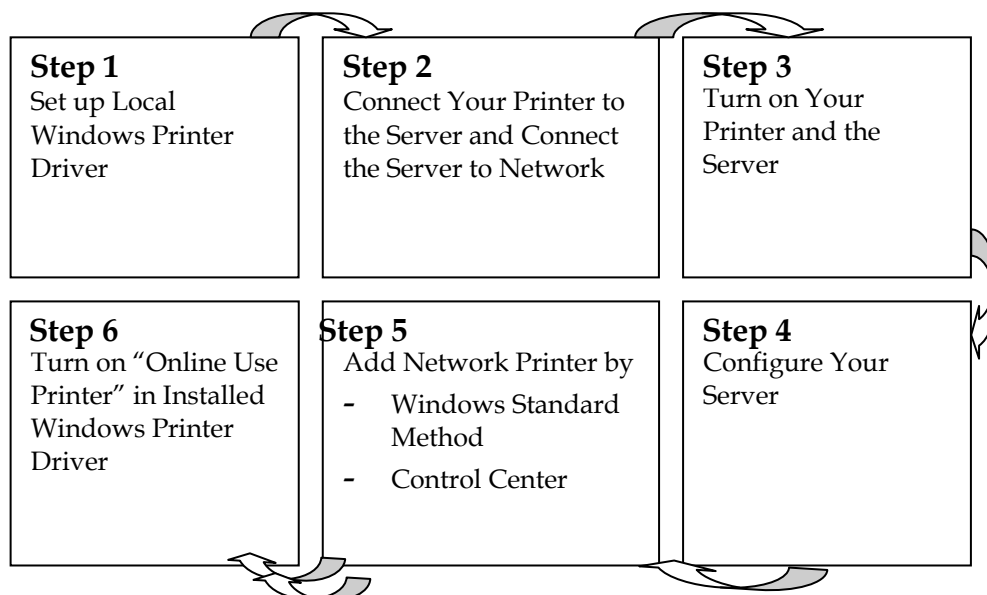 Step 1
Set up Local
Windows Printer
Driver
Step 2
Connect Your Printer to
the Server and Connect
the Server to Network
Step 3
Turn on Your
Printer and the
Server
Step 4
Configure Your
Server
Step 5
Add Network Printer by
- Windows Standard
Method
- Control Center
Step 6
Turn on “Online Use
Printer” in Installed
Windows Printer
Driver